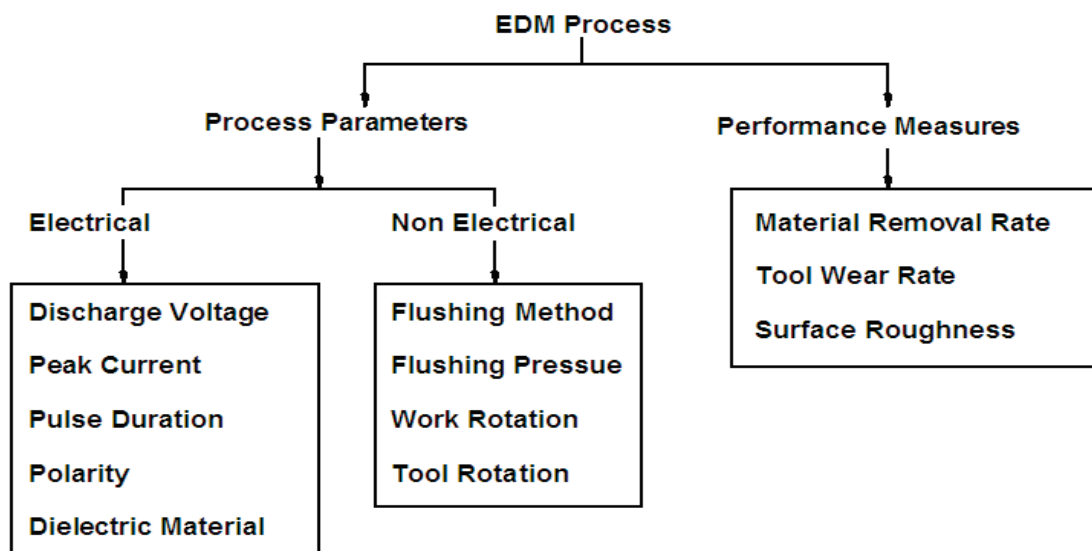 EDM Process
Process Parameters
Performance Measures
Electrical
Non Electrical
Discharge Voltage
Peak Current
Pulse Duration
Polarity
Dielectric Material
Flushing Method
Flushing Pressue
Work Rotation
Tool Rotation
Material Removal Rate
Tool Wear Rate
Surface Roughness